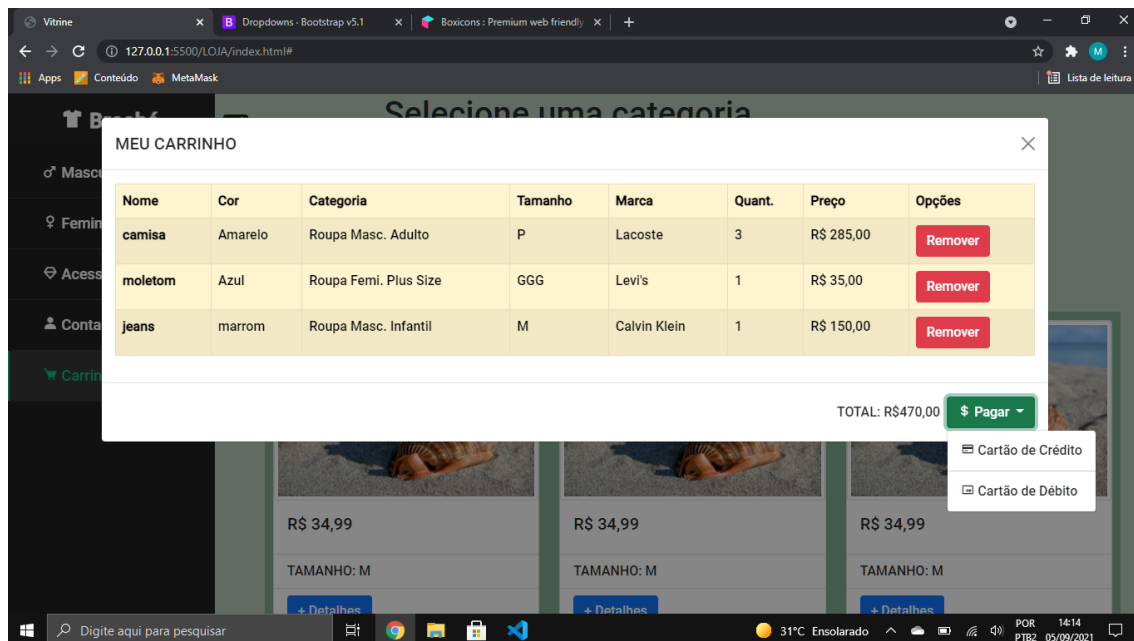 Vitrine
B Dropdowns · Bootstrap v5.1
Boxicons : Premium web friendly
127.0.0.1:5500/LOJA/index.html#
M
Apps Conteúdo MetaMask Lista de leitura
Selecione uma categoria
MEU CARRINHO
Nome Cor Categoria Tamanho Marca Quant. Preço Opções
camisa Amarelo Roupa Masc. Adulto P Lacoste 3 R$ 285,00 Remover
moletom Azul Roupa Femi. Plus Size GGG Levi's 1 R$ 35,00 Remover
jeans marrom Roupa Masc. Infantil M Calvin Klein 1 R$ 150,00 Remover
TOTAL: R$470,00 $ Pagar
Cartão de Crédito
Cartão de Débito
R$ 34,99 R$ 34,99 R$ 34,99
TAMANHO: M TAMANHO: M TAMANHO: M
+ Detalhes + Detalhes + Detalhes
Digite aqui para pesquisar
31°C Ensolarado
POR 14:14
PTB2 05/09/2021